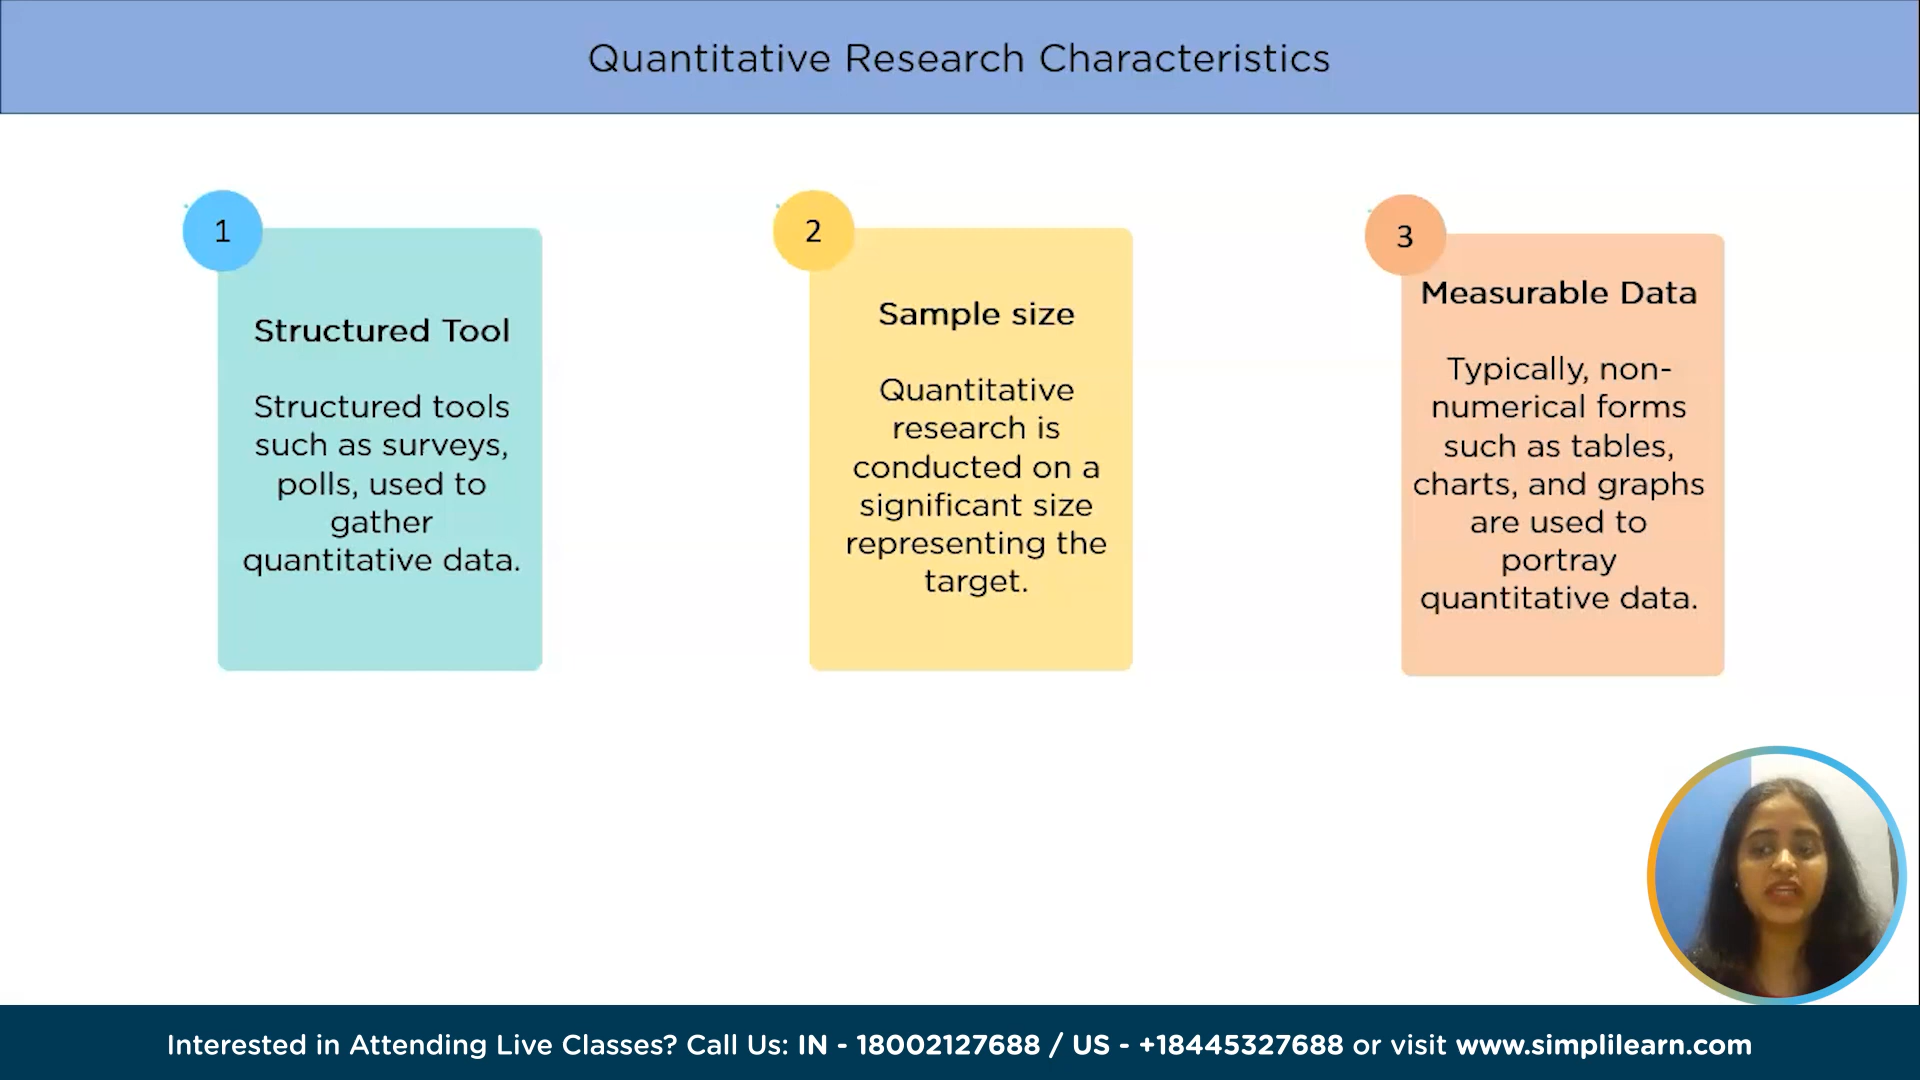 Quantitative Research Characteristics
1
Structured Tool
Structured tools
such as surveys,
polls, used to
gather
quantitative data.
2
Sample size
Quantitative
research is
conducted on a
significant size
representing the
target.
3
Measurable Data
Typically, non-
numerical forms
such as tables,
charts, and graphs
are used to
portray
quantitative data.
Interested in Attending Live Classes? Call Us: IN - 18002127688 / US - +18445327688 or visit www.simplilearn.com